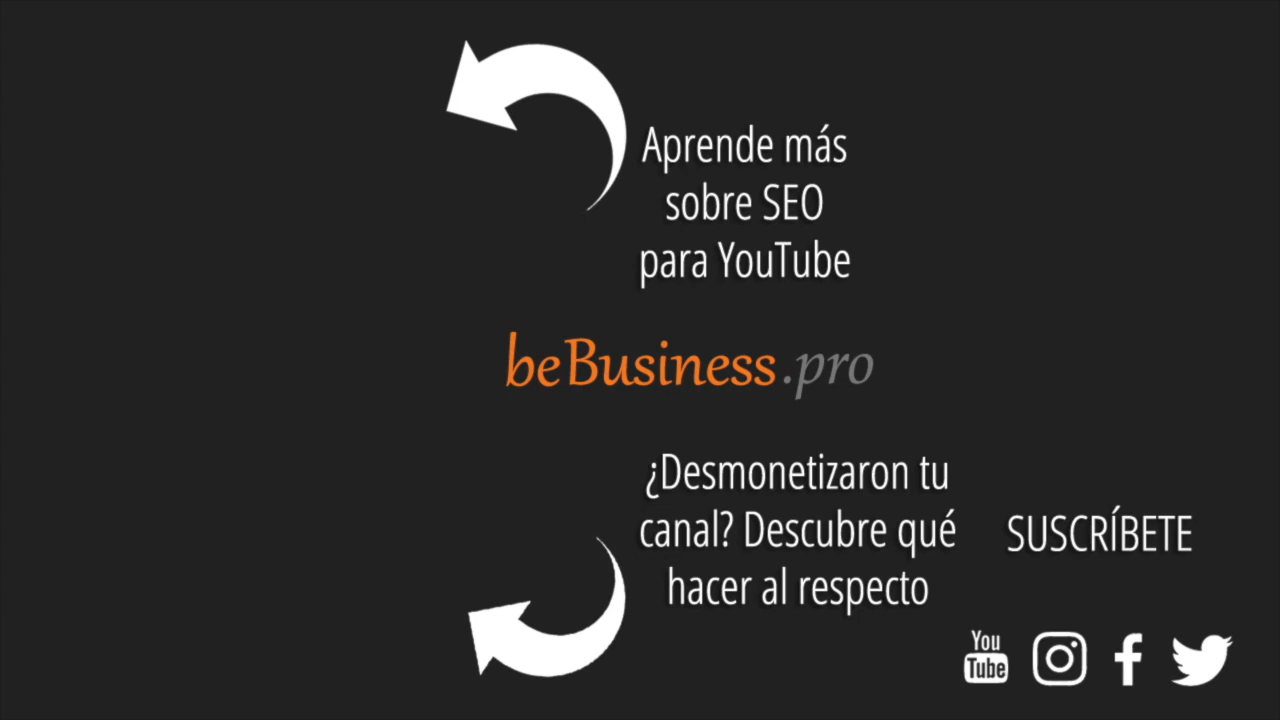 Aprende más
sobre SEO
para YouTube
beBusiness.pro
¿Desmonetizaron tu
canal? Descubre qué
hacer al respecto
SUSCRÍBETE
You
Tube